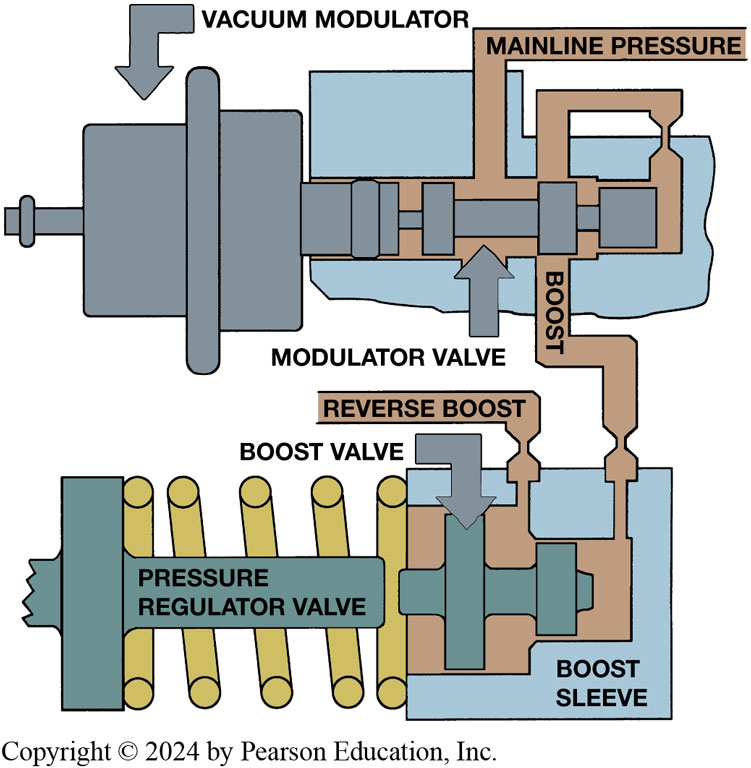 VACUUM MODULATOR
MAINLINE PRESSURE
BOOST
MODULATOR VALVE
REVERSE BOOST
BOOST VALVE
PRESSURE
REGULATOR VALVE
BOOST
SLEEVE
Copyright © 2024 by Pearson Education, Inc.